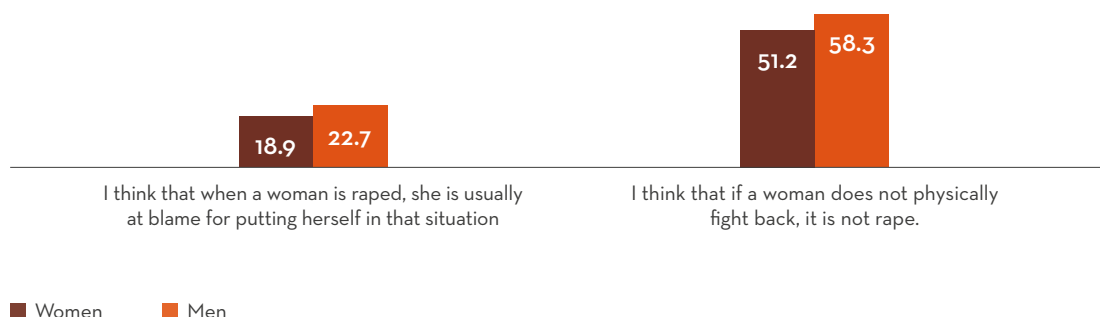 18.9
22.7
51.2
58.3
I think that when a woman is raped, she is usually
at blame for putting herself in that situation
I think that if a woman does not physically
fight back, it is not rape.
Women
Men